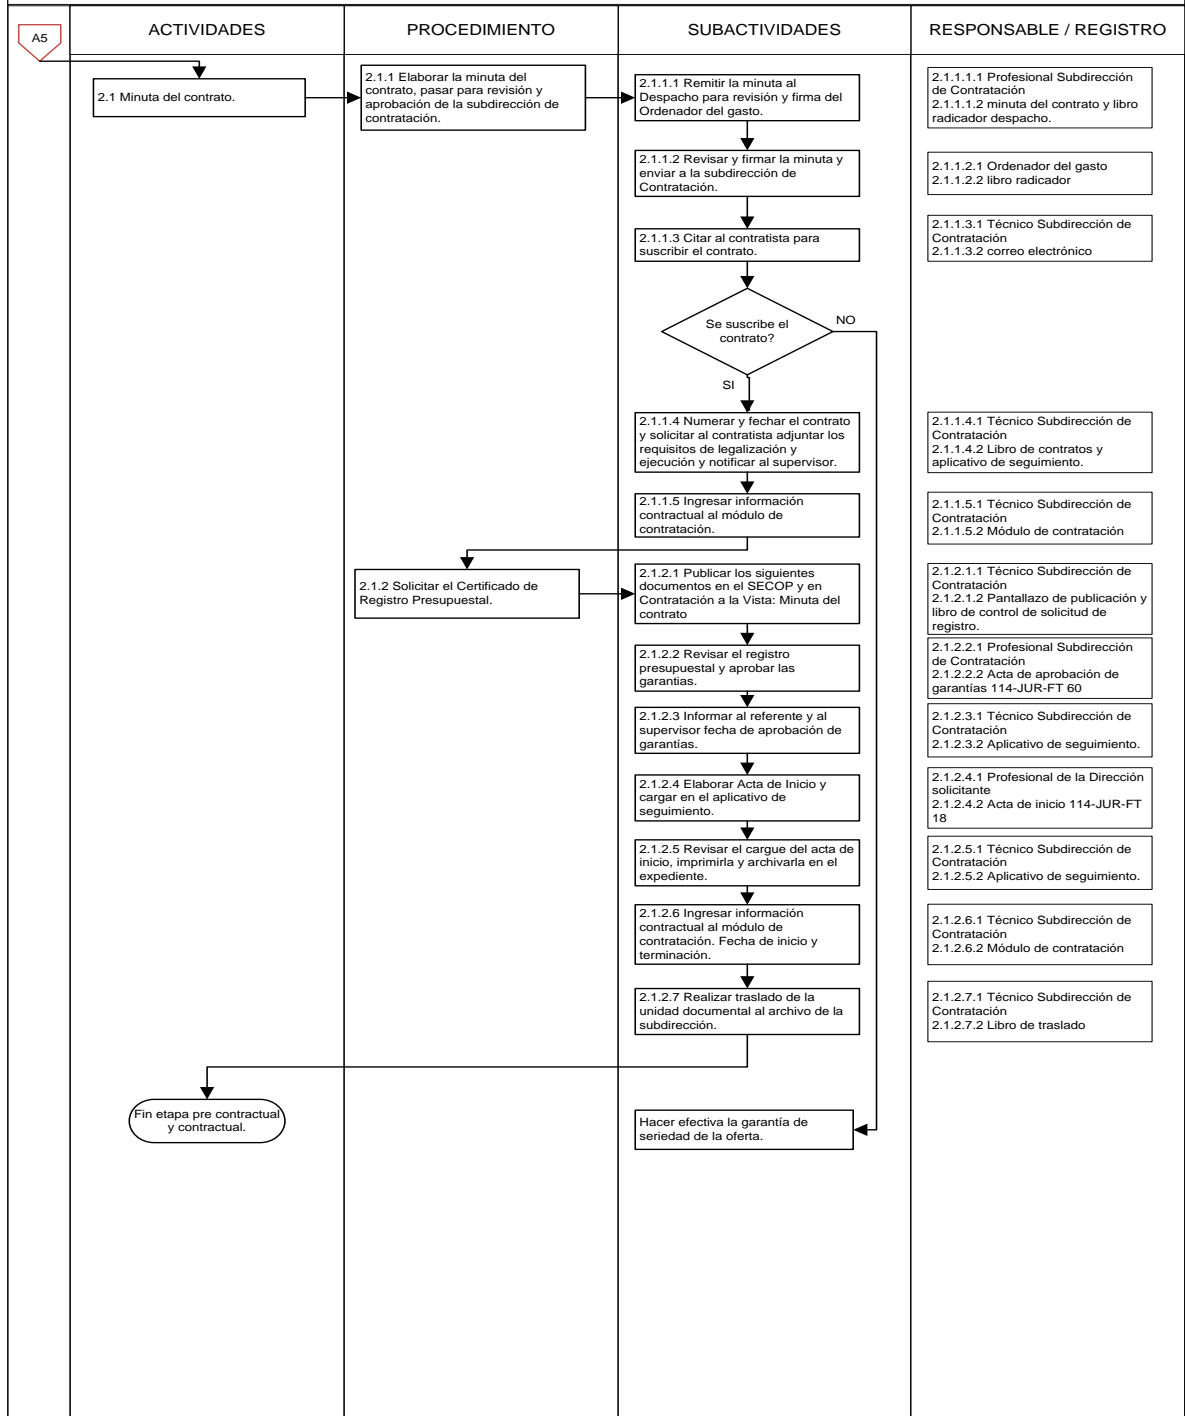 A5
ACTIVIDADES
PROCEDIMIENTO
SUBACTIVIDADES
RESPONSABLE / REGISTRO
2.1 Minuta del contrato.
2.1.1 Elaborar la minuta del
contrato, pasar para revisión y
aprobación de la subdirección de
contratación.
2.1.1.1 Remitir la minuta al
Despacho para revisión y firma del
Ordenador del gasto.
2.1.1.1.1 Profesional Subdirección
de Contratación
2.1.1.1.2 minuta del contrato y libro
radicador despacho.
2.1.1.2 Revisar y firmar la minuta y
enviar a la subdirección de
Contratación.
2.1.1.2.1 Ordenador del gasto
2.1.1.2.2 libro radicador
2.1.1.3 Citar al contratista para
suscribir el contrato.
2.1.1.3.1 Técnico Subdirección de
Contratación
2.1.1.3.2 correo electrónico
Se suscribe el
contrato?
NO
SI
2.1.1.4 Numerar y fechar el contrato
y solicitar al contratista adjuntar los
requisitos de legalización y
ejecución y notificar al supervisor.
2.1.1.4.1 Técnico Subdirección de
Contratación
2.1.1.4.2 Libro de contratos y
aplicativo de seguimiento.
2.1.1.5 Ingresar información
contractual al módulo de
contratación.
2.1.1.5.1 Técnico Subdirección de
Contratación
2.1.1.5.2 Módulo de contratación
2.1.2 Solicitar el Certificado de
Registro Presupuestal.
2.1.2.1 Publicar los siguientes
documentos en el SECOP y en
Contratación a la Vista: Minuta del
contrato
2.1.2.1.1 Técnico Subdirección de
Contratación
2.1.2.1.2 Pantallazo de publicación y
libro de control de solicitud de
registro.
2.1.2.2 Revisar el registro
presupuestal y aprobar las
garantias.
2.1.2.2.1 Profesional Subdirección
de Contratación
2.1.2.2.2 Acta de aprobación de
garantías 114-JUR-FT 60
2.1.2.3 Informar al referente y al
supervisor fecha de aprobación de
garantías.
2.1.2.3.1 Técnico Subdirección de
Contratación
2.1.2.3.2 Aplicativo de seguimiento.
2.1.2.4 Elaborar Acta de Inicio y
cargar en el aplicativo de
seguimiento.
2.1.2.4.1 Profesional de la Dirección
solicitante
2.1.2.4.2 Acta de inicio 114-JUR-FT
18
2.1.2.5 Revisar el cargue del acta de
inicio, imprimirla y archivarla en el
expediente.
2.1.2.5.1 Técnico Subdirección de
Contratación
2.1.2.5.2 Aplicativo de seguimiento.
2.1.2.6 Ingresar información
contractual al módulo de
contratación. Fecha de inicio y
terminación.
2.1.2.6.1 Técnico Subdirección de
Contratación
2.1.2.6.2 Módulo de contratación
2.1.2.7 Realizar traslado de la
unidad documental al archivo de la
subdirección.
2.1.2.7.1 Técnico Subdirección de
Contratación
2.1.2.7.2 Libro de traslado
Fin etapa pre contractual
y contractual.
Hacer efectiva la garantía de
seriedad de la oferta.